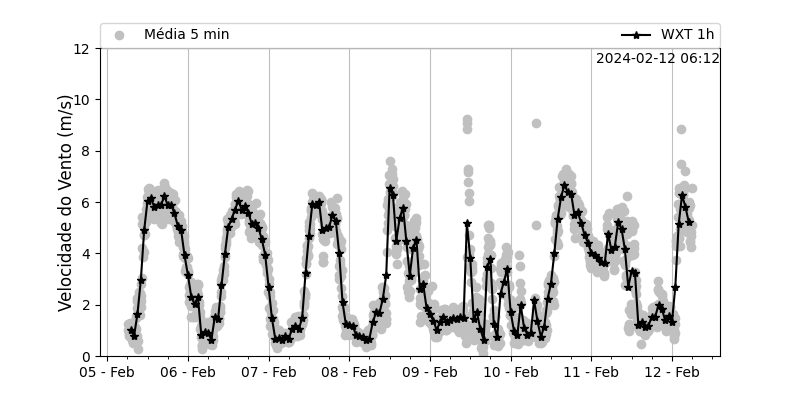 Média 5 min
WXT 1h
2024-02-12 06:12
Velocidade do Vento (m/s)
12
10
8
6
4
2
0
05 - Feb 06 - Feb 07 - Feb 08 - Feb 09 - Feb 10 - Feb 11 - Feb 12 - Feb